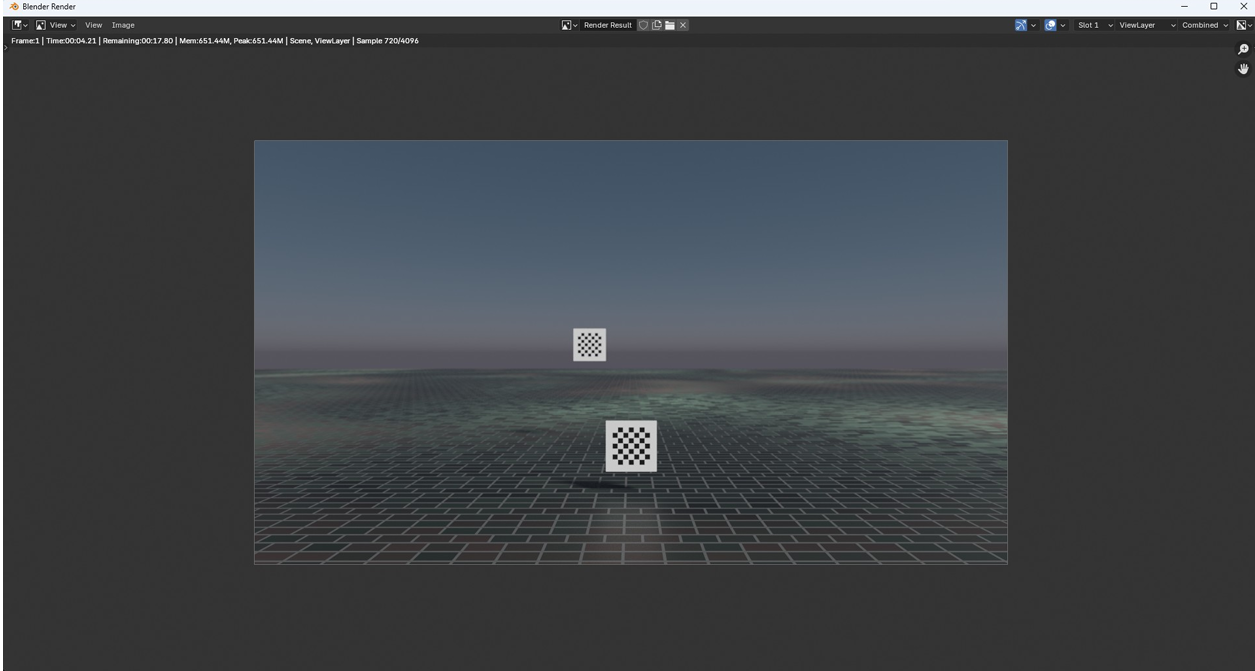 Blender Render
View View Image Render Result Slot 1 ViewLayer Combined
Frame:1 | Time:00:04.21 | Remaining:00:17.80 | Mem:651.44M, Peak:651.44M | Scene, ViewLayer | Sample 720/4096